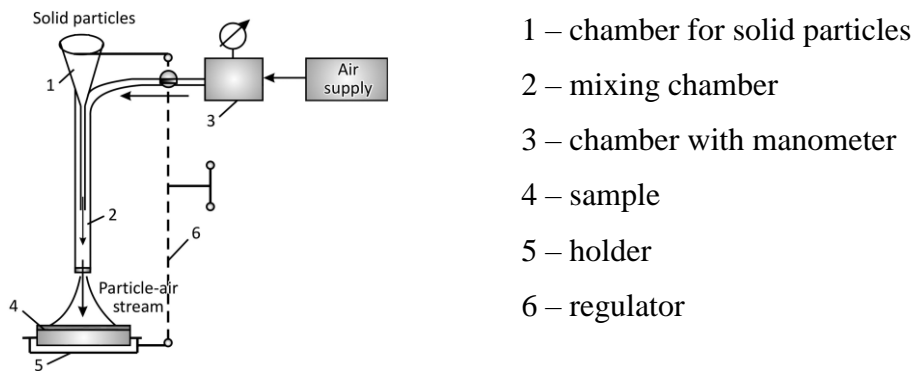 Solid particles
1
Air
supply
3
2
6
Particle-air
stream
4
5
1 – chamber for solid particles
2 – mixing chamber
3 – chamber with manometer
4 – sample
5 – holder
6 – regulator